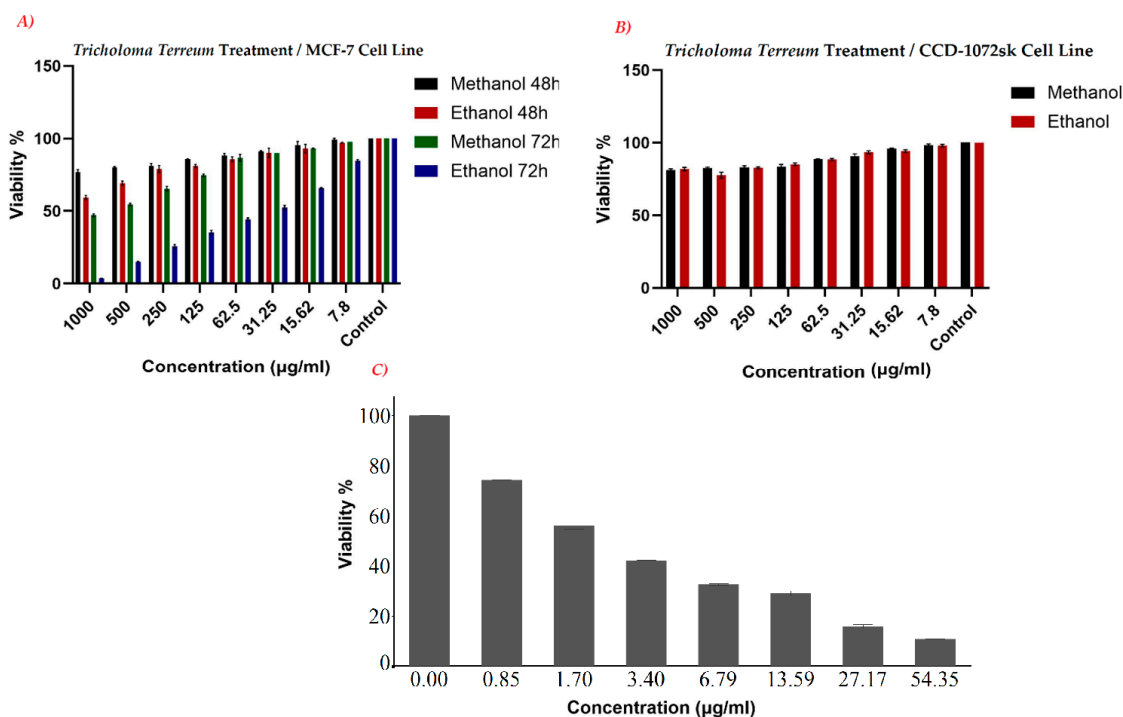 A)
Tricholoma Terreum Treatment / MCF-7 Cell Line
150
100
50
0
Viability %
Methanol 48h
Ethanol 48h
Methanol 72h
Ethanol 72h
1000 500 250 125 62.5 31.25 15.62 7.8 Control
Concentration (µg/ml)
B)
Tricholoma Terreum Treatment / CCD-1072sk Cell Line
150
100
50
0
Viability %
Methanol
Ethanol
1000 500 250 125 62.5 31.25 15.62 7.8 Control
Concentration (µg/ml)
C)
100
80
60
40
20
0
Viability %
0.00 0.85 1.70 3.40 6.79 13.59 27.17 54.35
Concentration (µg/ml)